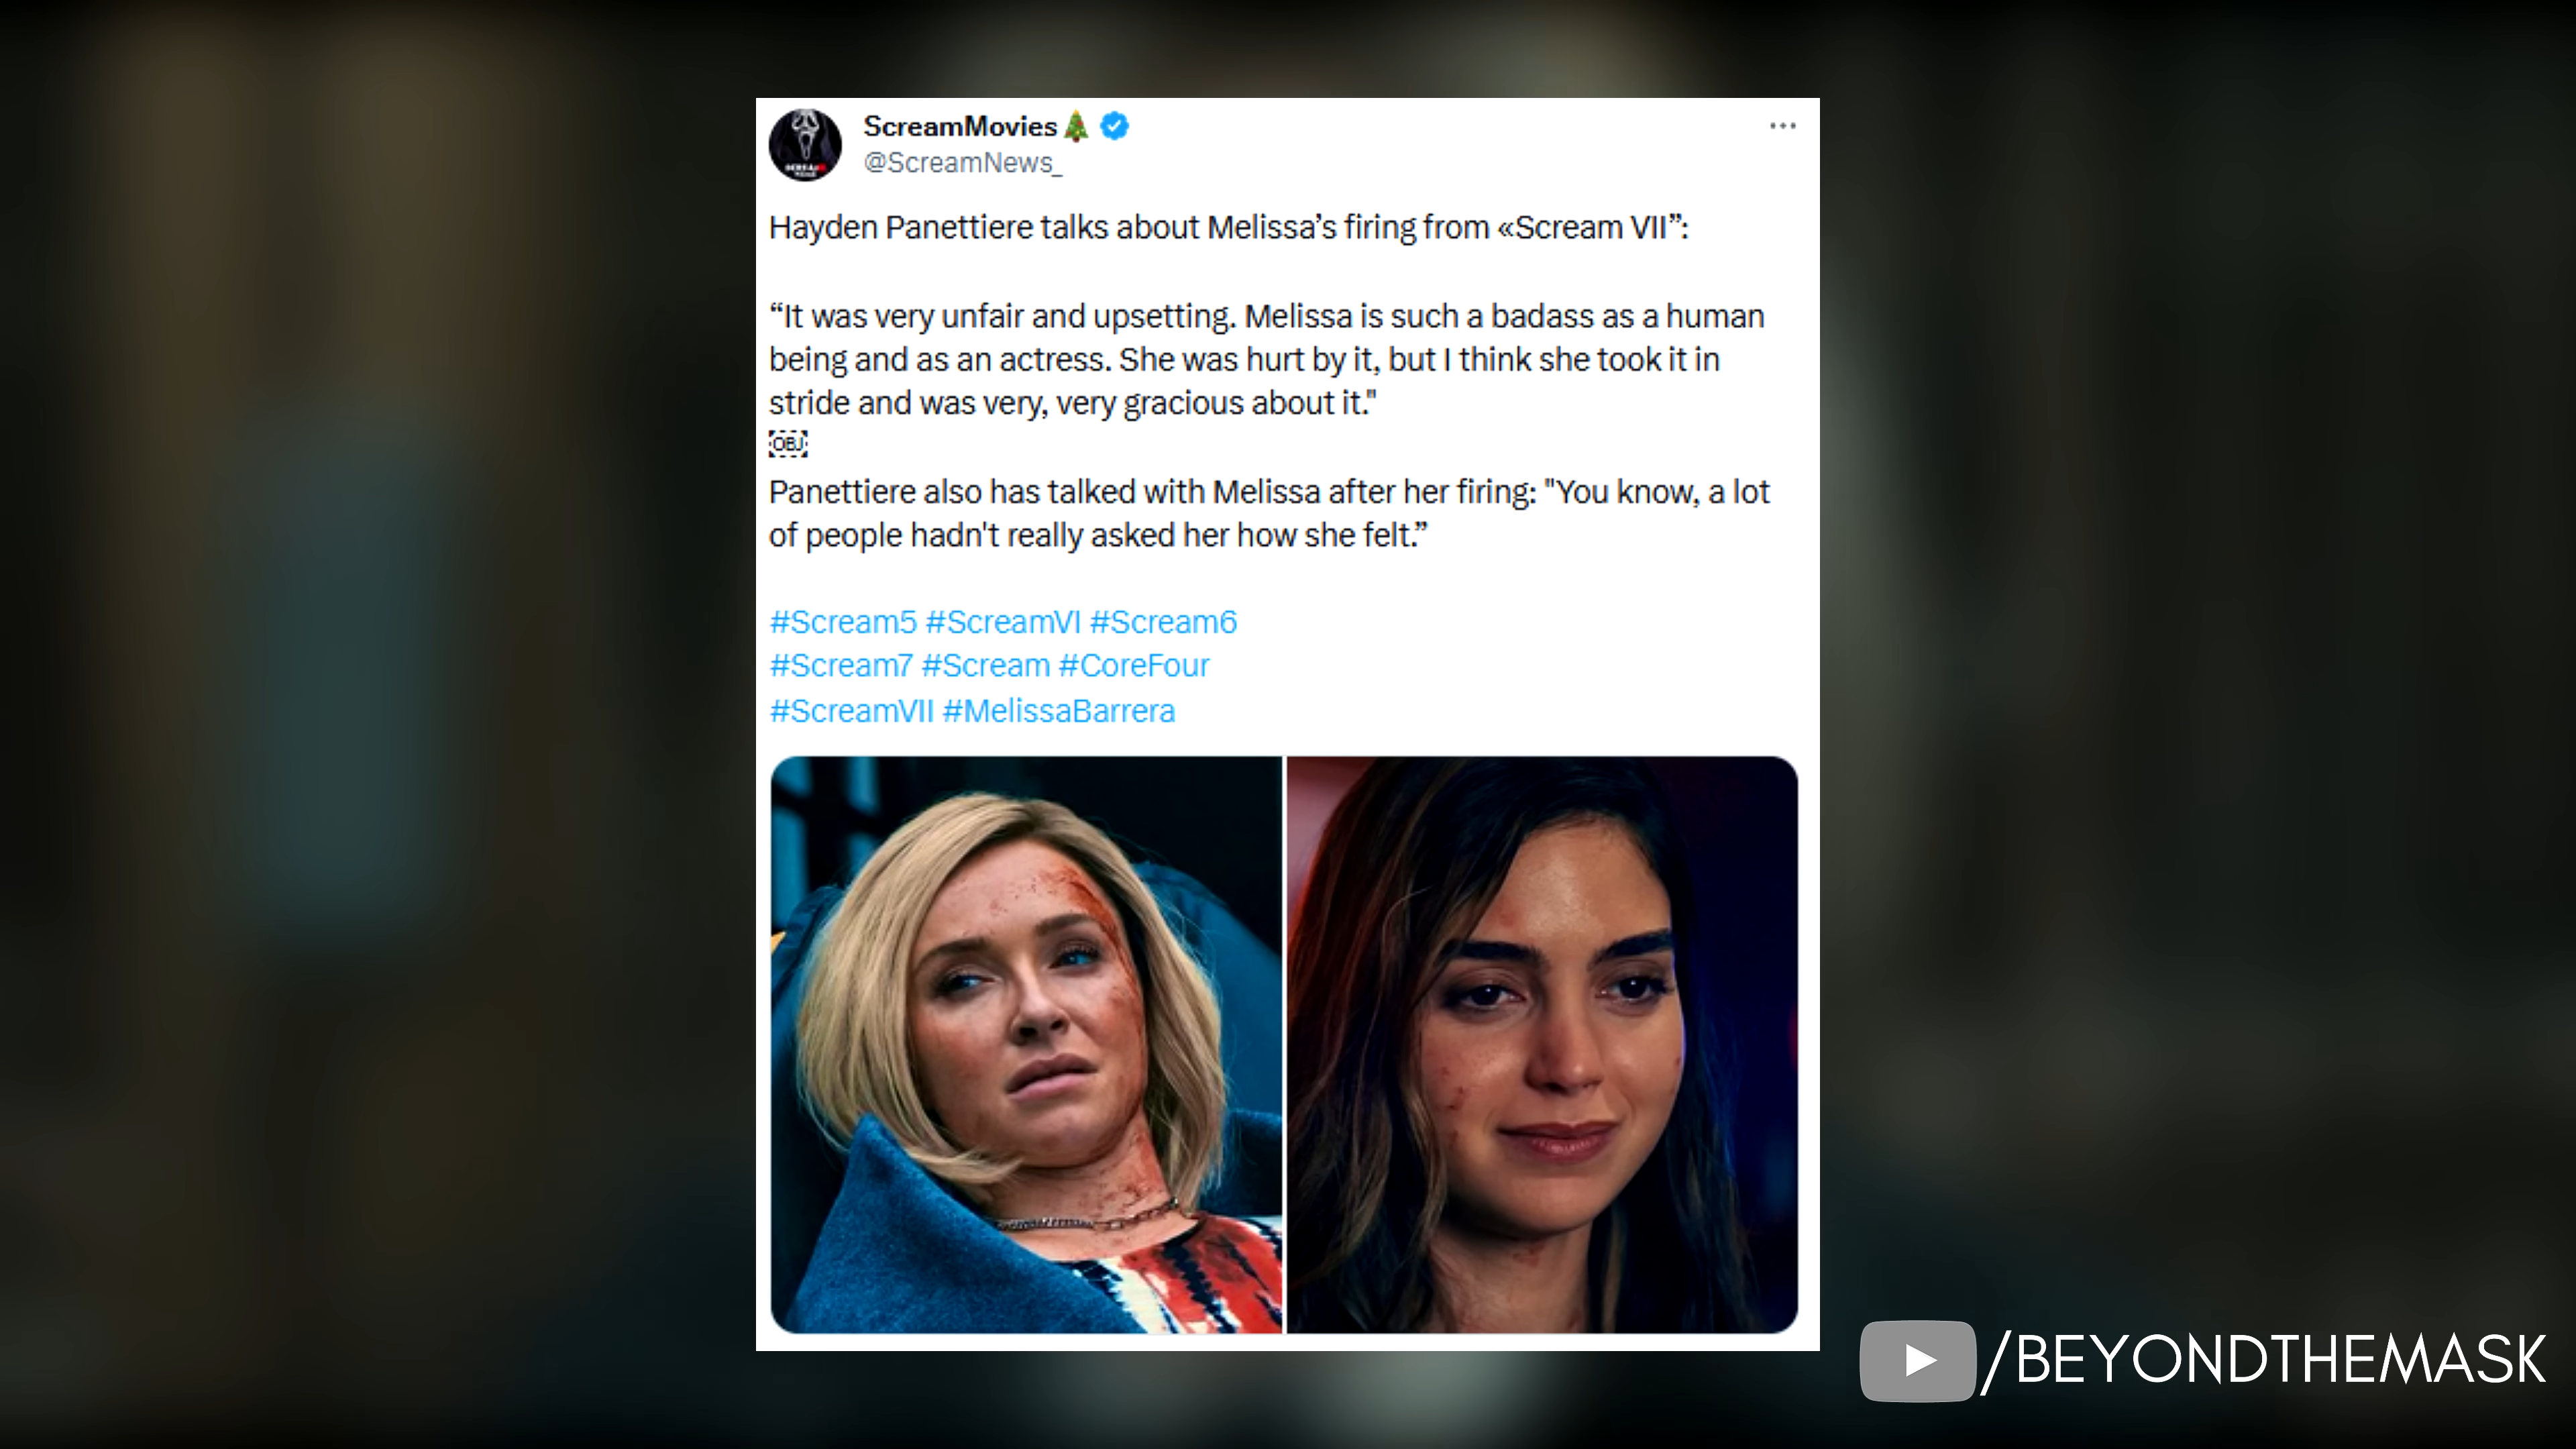 ScreamMovies🎄
@ScreamNews_
Hayden Panettiere talks about Melissa’s firing from «Scream VII”:
“It was very unfair and upsetting. Melissa is such a badass as a human
being and as an actress. She was hurt by it, but I think she took it in
stride and was very, very gracious about it."
OBJ
Panettiere also has talked with Melissa after her firing: "You know, a lot
of people hadn't really asked her how she felt.”
#Scream5 #ScreamVI #Scream6
#Scream7 #Scream #CoreFour
#ScreamVII #MelissaBarrera
/BEYONDTHEMASK